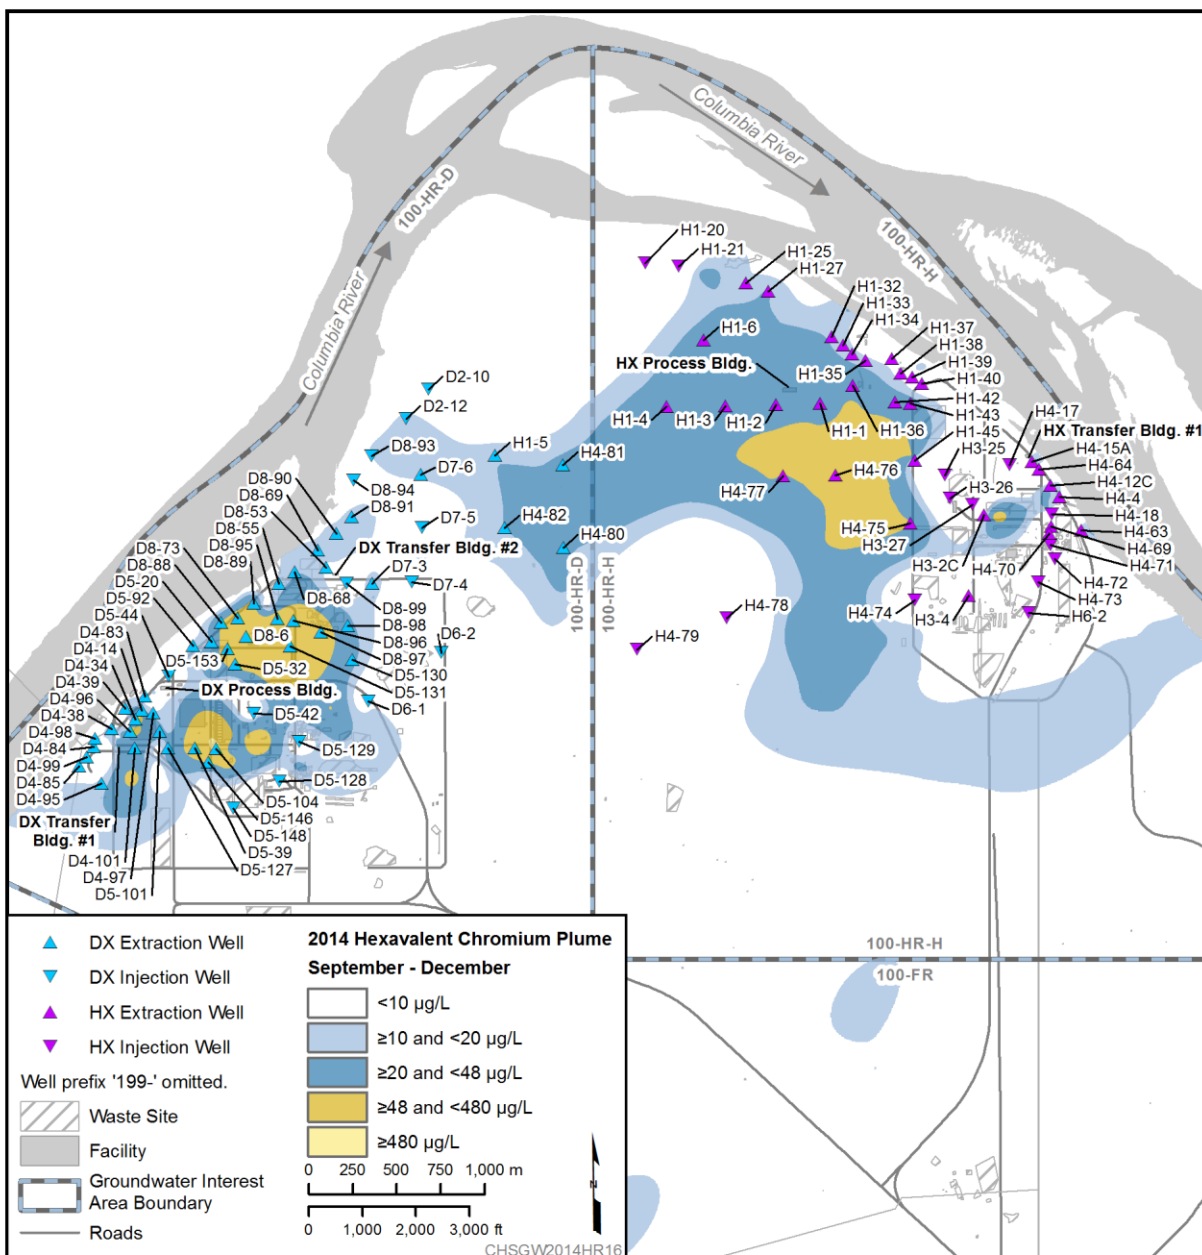 Columbia River
100-HR-D
Columbia River
100-HR-H
H1-20
H1-21
H1-25
H1-27
H1-32
H1-33
H1-34
H1-6
H1-37
H1-38
H1-39
H1-40
HX Process Bldg.
H1-35
H1-42
H1-43
H1-4
H1-3
H1-2
H1-1
H1-36
H1-45
H4-17
HX Transfer Bldg. #1
H4-15A
H4-64
H4-12C
H4-4
H4-18
H4-63
H4-69
H4-71
H4-70
H4-72
H4-73
H6-2
H3-25
H3-26
H4-76
H4-77
H4-75
H3-27
H3-2C
H4-74
H3-4
H4-78
H4-79
D2-10
D2-12
D8-93
H1-5
H4-81
D7-6
D8-94
D8-91
D7-5
H4-82
H4-80
100-HR-D
100-HR-H
D8-90
D8-69
D8-53
D8-55
D8-95
D8-89
D8-73
D8-88
D5-20
D5-92
D5-44
D4-83
D4-14
D4-34
D4-39
D4-96
D4-38
D4-98
D4-84
D4-99
D4-85
D4-95
DX Transfer Bldg. #2
D7-3
D7-4
D8-68
D8-99
D8-98
D8-96
D8-97
D6-2
D8-6
D5-153
D5-32
D5-130
D5-131
DX Process Bldg.
D5-42
D6-1
D5-129
D5-128
D5-104
D5-146
D5-148
D5-39
D5-127
DX Transfer
Bldg. #1
D4-101
D4-97
D5-101
100-HR-H
100-FR
DX Extraction Well
DX Injection Well
HX Extraction Well
HX Injection Well
Well prefix '199-' omitted.
Waste Site
Facility
Groundwater Interest
Area Boundary
Roads
2014 Hexavalent Chromium Plume
September - December
<10 µg/L
≥10 and <20 µg/L
≥20 and <48 µg/L
≥48 and <480 µg/L
≥480 µg/L
0 250 500 750 1,000 m
0 1,000 2,000 3,000 ft
N
CHSGW2014HR16